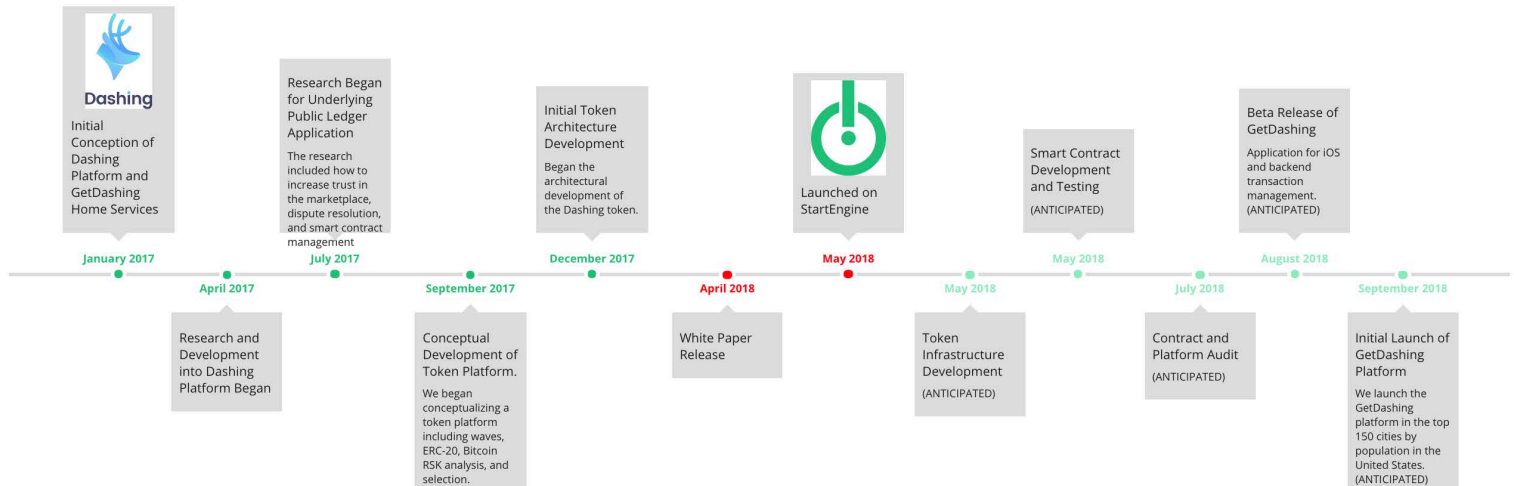 Dashing
Initial
Conception of
Dashing
Platform and
GetDashing
Home Services
January 2017
April 2017
Research and
Development
into Dashing
Platform Began
Research Began
for Underlying
Public Ledger
Application
The research
included how to
increase trust in
the marketplace,
dispute resolution,
and smart contract
management
July 2017
September 2017
Conceptual
Development of
Token Platform.
We began
conceptualizing a
token platform
including waves,
ERC-20, Bitcoin
RSK analysis, and
selection.
Initial Token
Architecture
Development
Began the
architectural
development of
the Dashing token.
December 2017
April 2018
White Paper
Release
Launched on
StartEngine
May 2018
May 2018
Token
Infrastructure
Development
(ANTICIPATED)
Smart Contract
Development
and Testing
(ANTICIPATED)
May 2018
July 2018
Contract and
Platform Audit
(ANTICIPATED)
Beta Release of
GetDashing
Application for iOS
and backend
transaction
management.
(ANTICIPATED)
August 2018
September 2018
Initial Launch of
GetDashing
Platform
We launch the
GetDashing
platform in the top
150 cities by
population in the
United States.
(ANTICIPATED)